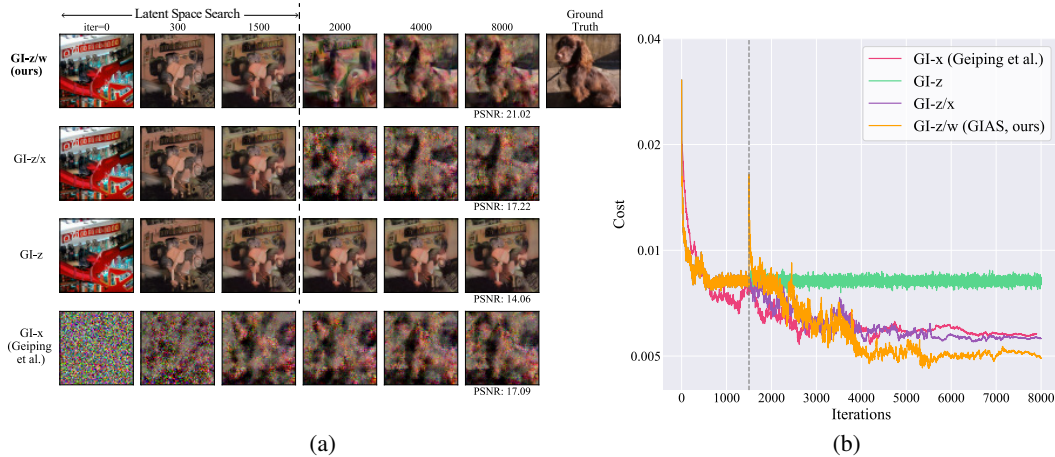 Latent Space Search
iter=0 300 1500 2000 4000 8000 Ground Truth
GI-z/w (ours)
PSNR: 21.02
GI-z/x
PSNR: 17.22
GI-z
PSNR: 14.06
GI-x (Geiping et al.)
PSNR: 17.09
(a)
0.04
0.02
0.01
0.005
Cost
GI-x (Geiping et al.)
GI-z
GI-z/x
GI-z/w (GIAS, ours)
0 1000 2000 3000 4000 5000 6000 7000 8000
Iterations
(b)